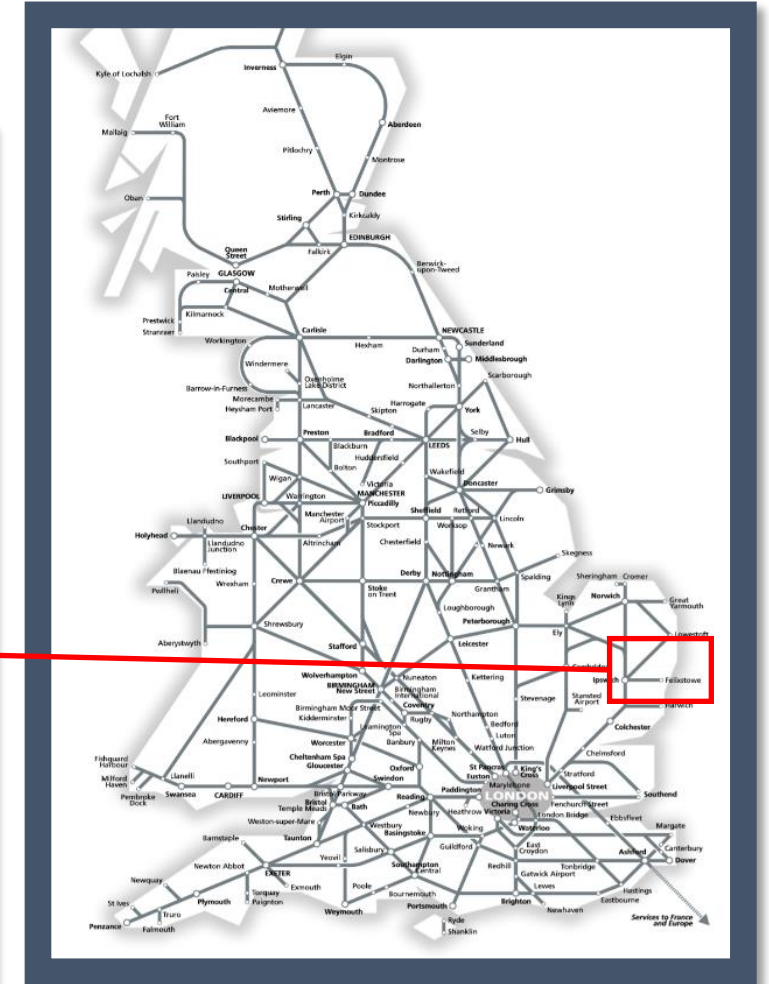 Kyle of Lochalsh
Inverness
Elgin
Aviemore
Fort
William
Mallaig
Aberdeen
Pitlochry
Montrose
Perth
Dundee
Oban
Stirling
Kirkcaldy
EDINBURGH
Queen
Street
Falkirk
Berwick-
upon-Tweed
Paisley
GLASGOW
Central
Motherwell
Prestwick
Kilmarnock
Stranraer
Carlisle
NEWCASTLE
Workington
Hexham
Durham
Sunderland
Darlington
Middlesbrough
Windermere
Scarborough
Oxenholme
Lake District
Northallerton
Barrow-in-Furness
Morecambe
Heysham Port
Lancaster
Harrogate
York
Skipton
Blackpool
Preston
Bradford
Selby
Hull
Blackburn
LEEDS
Huddersfield
Southport
Bolton
Wakefield
Wigan
Victoria
Doncaster
LIVERPOOL
Warrington
MANCHESTER
Piccadilly
Grimsby
Manchester
Airport
Sheffield
Retford
Lincoln
Llandudno
Stockport
Worksop
Holyhead
Chester
Llandudno
Junction
Altrincham
Chesterfield
Newark
Skegness
Blaenau Ffestiniog
Wrexham
Crewe
Stoke
on Trent
Derby
Nottingham
Grantham
Spalding
Sheringham
Cromer
Pwllheli
Kings
Lynn
Norwich
Great
Yarmouth
Loughborough
Shrewsbury
Peterborough
Ely
Lowestoft
Aberystwyth
Stafford
Leicester
Cambridge
Wolverhampton
BIRMINGHAM
New Street
Nuneaton
Birmingham
International
Kettering
Ipswich
Felixstowe
Leominster
Birmingham Moor Street
Coventry
Stevenage
Stansted
Airport
Harwich
Kidderminster
Rugby
Northampton
Hereford
Leamington
Spa
Bedford
Colchester
Worcester
Banbury
Milton
Keynes
Luton
Abergavenny
Watford Junction
Chelmsford
Cheltenham Spa
Gloucester
Oxford
St Pancras
King's
Cross
Fishguard
Harbour
Euston
Stratford
Llanelli
Newport
Swindon
Marylebone
Liverpool Street
Milford
Haven
Paddington
LONDON
Southend
Pembroke
Dock
Swansea
CARDIFF
Bristol Parkway
Reading
Charing Cross
Fenchurch Street
Bristol
Temple Meads
Bath
Newbury
Heathrow
Victoria
London Bridge
Ebbsfleet
Weston-super-Mare
Westbury
Woking
Waterloo
Margate
Barnstaple
Taunton
Basingstoke
Canterbury
Salisbury
Guildford
East
Croydon
Ashford
Dover
Newton Abbot
Yeovil
Southampton
Central
Redhill
Tonbridge
EXETER
Gatwick Airport
Newquay
Exmouth
Poole
Lewes
Hastings
Torquay
Paignton
Bournemouth
Eastbourne
St Ives
Plymouth
Weymouth
Portsmouth
Brighton
Newhaven
Truro
Ryde
Services to France
and Europe
Penzance
Falmouth
Shanklin